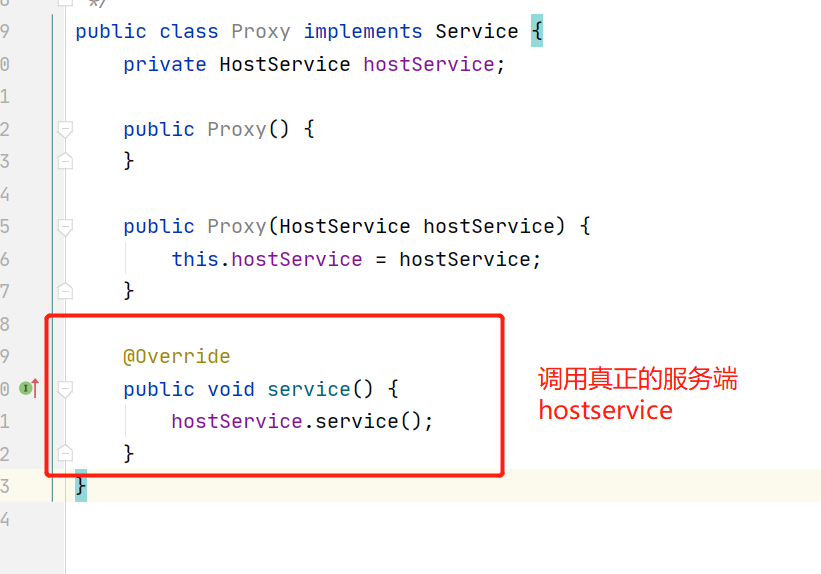 */
9 public class Proxy implements Service {
0 private HostService hostService;
1
2 public Proxy() {
3 }
4
5 public Proxy(HostService hostService) {
6 this.hostService = hostService;
7 }
8
9 @Override
0 public void service() {
1 hostService.service();
2 }
3 }
4
调用真正的服务端
hostservice